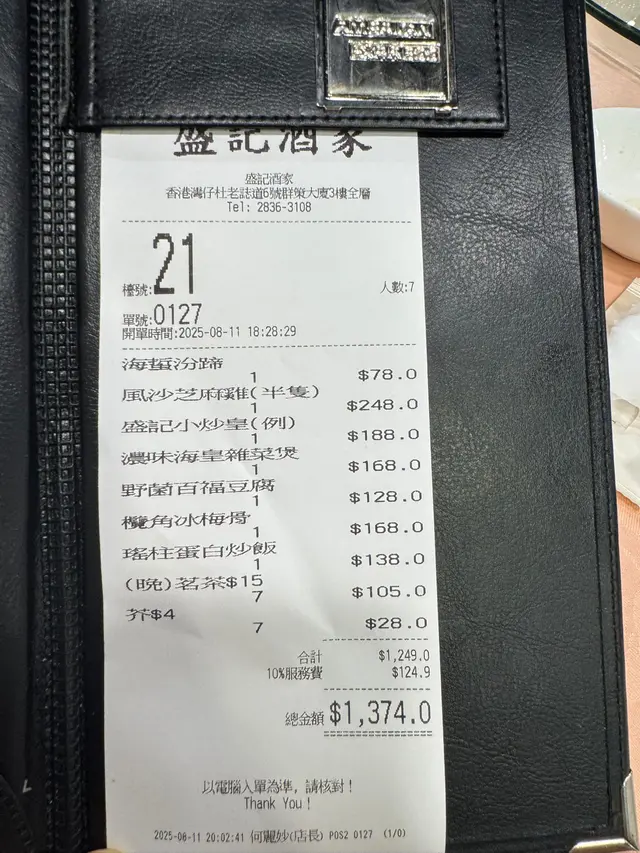 AMERICAN
EXPRESS
盛記酒家
盛記酒家
香港灣仔杜老誌道6號群策大廈3樓全層
Tel: 2836-3108
檯號:21 人數:7
單號:0127
開單時間:2025-08-11 18:28:29
海蜇汾蹄
1 $78.0
風沙芝麻雞(半隻)
1 $248.0
盛記小炒皇(例)
1 $188.0
濃味海皇雜菜煲
1 $168.0
野菌百福豆腐
1 $128.0
欖角冰梅骨
1 $168.0
瑤柱蛋白炒飯
1 $138.0
(晚)茗茶$15
7 $105.0
芥$4
7 $28.0
合計 $1,249.0
10%服務費 $124.9
總金額 $1,374.0
以電腦入單為準，請核對！
Thank You !
2025-08-11 20:02:41 何麗妙(店長) POS2 0127 (1/0)